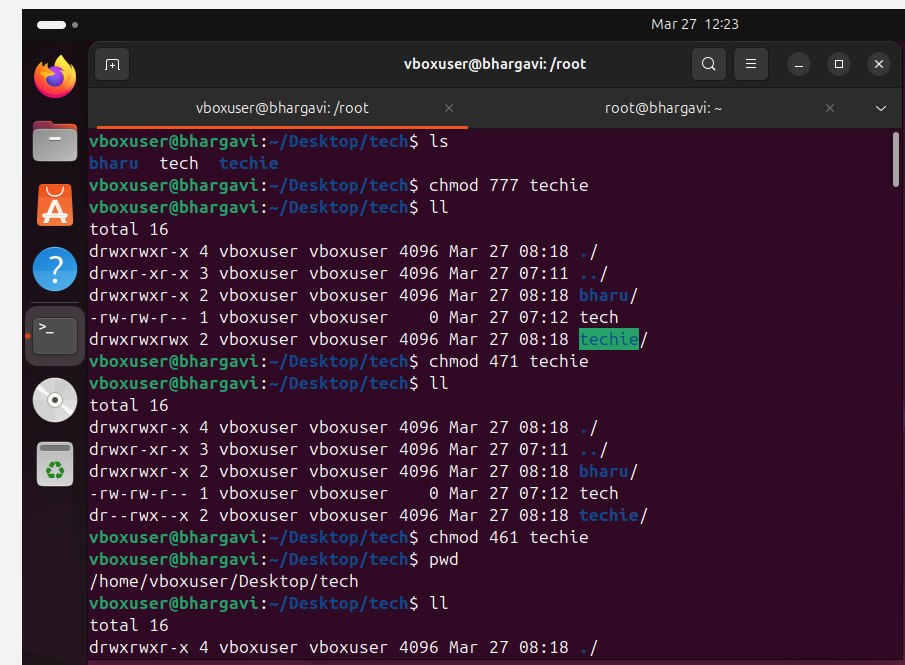 Mar 27 12:23
vboxuser@bhargavi: /root
vboxuser@bhargavi: /root
root@bhargavi: ~
vboxuser@bhargavi:~/Desktop/tech$ ls
bharu tech techie
vboxuser@bhargavi:~/Desktop/tech$ chmod 777 techie
vboxuser@bhargavi:~/Desktop/tech$ ll
total 16
drwxrwxr-x 4 vboxuser vboxuser 4096 Mar 27 08:18 ./
drwxr-xr-x 3 vboxuser vboxuser 4096 Mar 27 07:11 ../
drwxrwxr-x 2 vboxuser vboxuser 4096 Mar 27 08:18 bharu/
-rw-rw-r-- 1 vboxuser vboxuser    0 Mar 27 07:12 tech
drwxrwxrwx 2 vboxuser vboxuser 4096 Mar 27 08:18 techie/
vboxuser@bhargavi:~/Desktop/tech$ chmod 471 techie
vboxuser@bhargavi:~/Desktop/tech$ ll
total 16
drwxrwxr-x 4 vboxuser vboxuser 4096 Mar 27 08:18 ./
drwxr-xr-x 3 vboxuser vboxuser 4096 Mar 27 07:11 ../
drwxrwxr-x 2 vboxuser vboxuser 4096 Mar 27 08:18 bharu/
-rw-rw-r-- 1 vboxuser vboxuser    0 Mar 27 07:12 tech
dr--rwx--x 2 vboxuser vboxuser 4096 Mar 27 08:18 techie/
vboxuser@bhargavi:~/Desktop/tech$ chmod 461 techie
vboxuser@bhargavi:~/Desktop/tech$ pwd
/home/vboxuser/Desktop/tech
vboxuser@bhargavi:~/Desktop/tech$ ll
total 16
drwxrwxr-x 4 vboxuser vboxuser 4096 Mar 27 08:18 ./